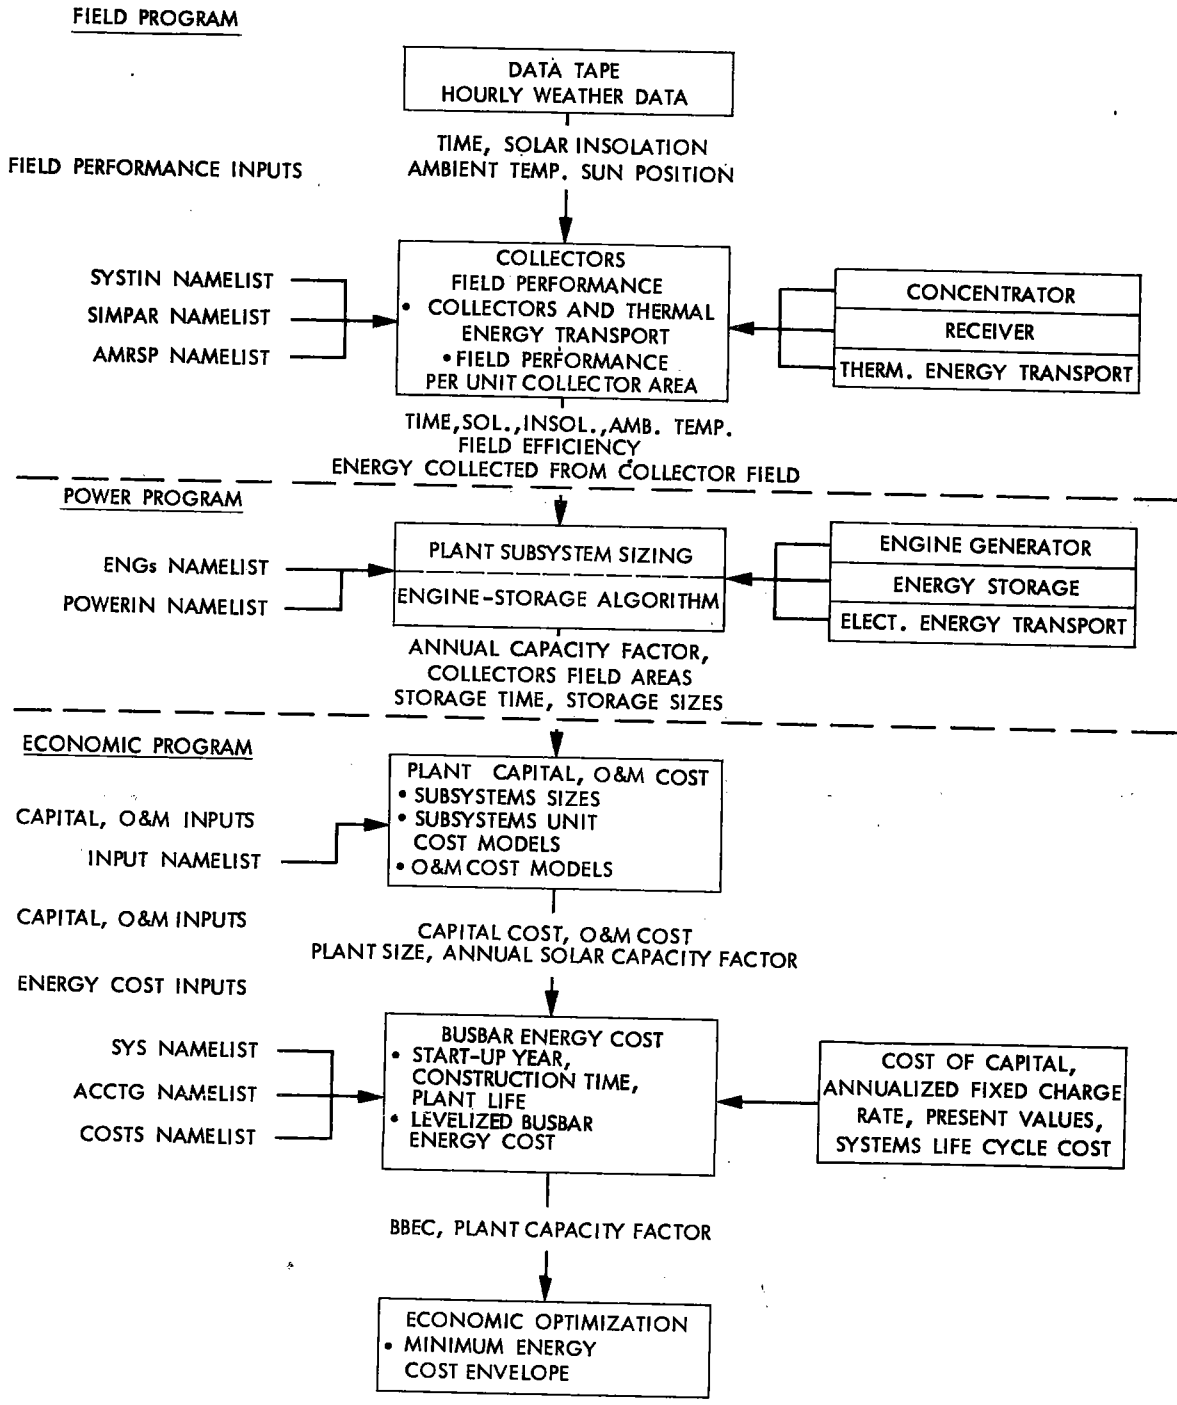 FIELD PROGRAM
DATA TAPE
HOURLY WEATHER DATA
TIME, SOLAR INSOLATION
AMBIENT TEMP. SUN POSITION
FIELD PERFORMANCE INPUTS
SYSTIN NAMELIST
SIMPAR NAMELIST
AMRSP NAMELIST
COLLECTORS
FIELD PERFORMANCE
• COLLECTORS AND THERMAL
ENERGY TRANSPORT
• FIELD PERFORMANCE
PER UNIT COLLECTOR AREA
CONCENTRATOR
RECEIVER
THERM. ENERGY TRANSPORT
TIME, SOL., INSOL., AMB. TEMP.
FIELD EFFICIENCY
ENERGY COLLECTED FROM COLLECTOR FIELD
POWER PROGRAM
ENGs NAMELIST
POWERIN NAMELIST
PLANT SUBSYSTEM SIZING
ENGINE-STORAGE ALGORITHM
ENGINE GENERATOR
ENERGY STORAGE
ELECT. ENERGY TRANSPORT
ANNUAL CAPACITY FACTOR,
COLLECTORS FIELD AREAS
STORAGE TIME, STORAGE SIZES
ECONOMIC PROGRAM
CAPITAL, O&M INPUTS
INPUT NAMELIST
PLANT CAPITAL, O&M COST
• SUBSYSTEMS SIZES
• SUBSYSTEMS UNIT
COST MODELS
• O&M COST MODELS
CAPITAL, O&M INPUTS
CAPITAL COST, O&M COST
PLANT SIZE, ANNUAL SOLAR CAPACITY FACTOR
ENERGY COST INPUTS
SYS NAMELIST
ACCTG NAMELIST
COSTS NAMELIST
BUSBAR ENERGY COST
• START-UP YEAR,
CONSTRUCTION TIME,
PLANT LIFE
• LEVELIZED BUSBAR
ENERGY COST
COST OF CAPITAL,
ANNUALIZED FIXED CHARGE
RATE, PRESENT VALUES,
SYSTEMS LIFE CYCLE COST
BBEC, PLANT CAPACITY FACTOR
ECONOMIC OPTIMIZATION
• MINIMUM ENERGY
COST ENVELOPE